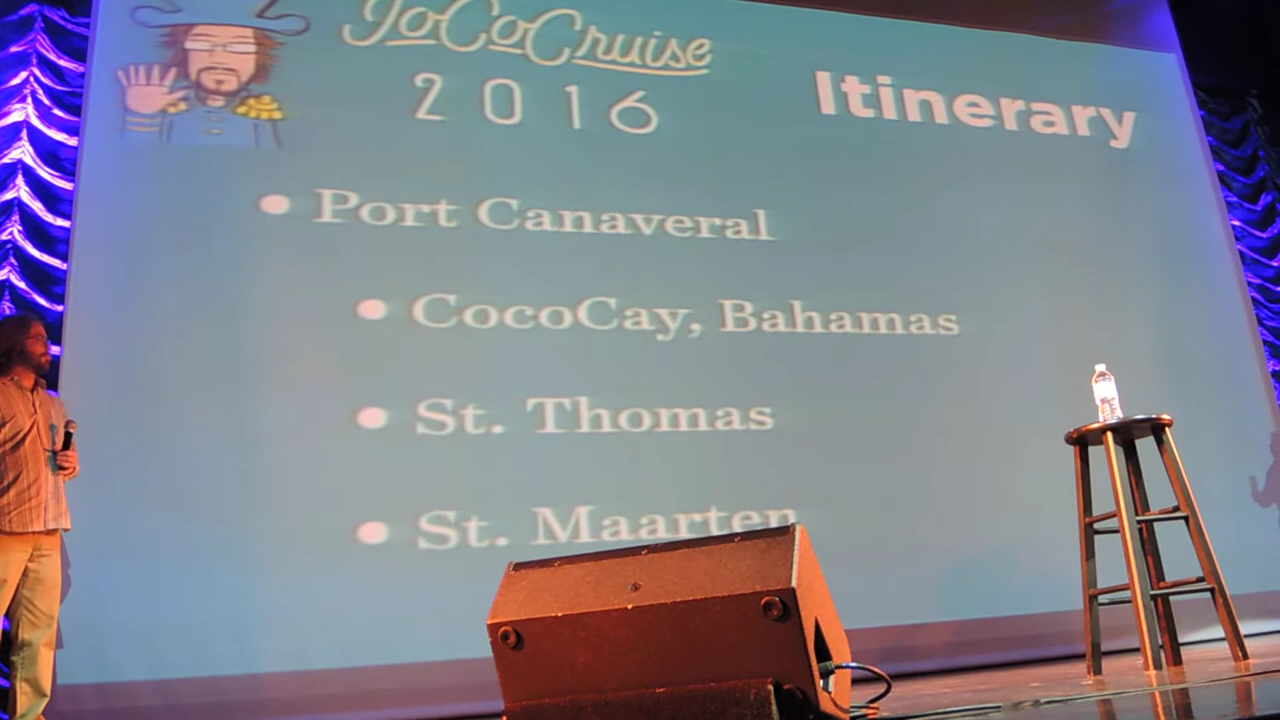 JoCoCruise
2016
Itinerary
• Port Canaveral
• CocoCay, Bahamas
• St. Thomas
• St. Maarten